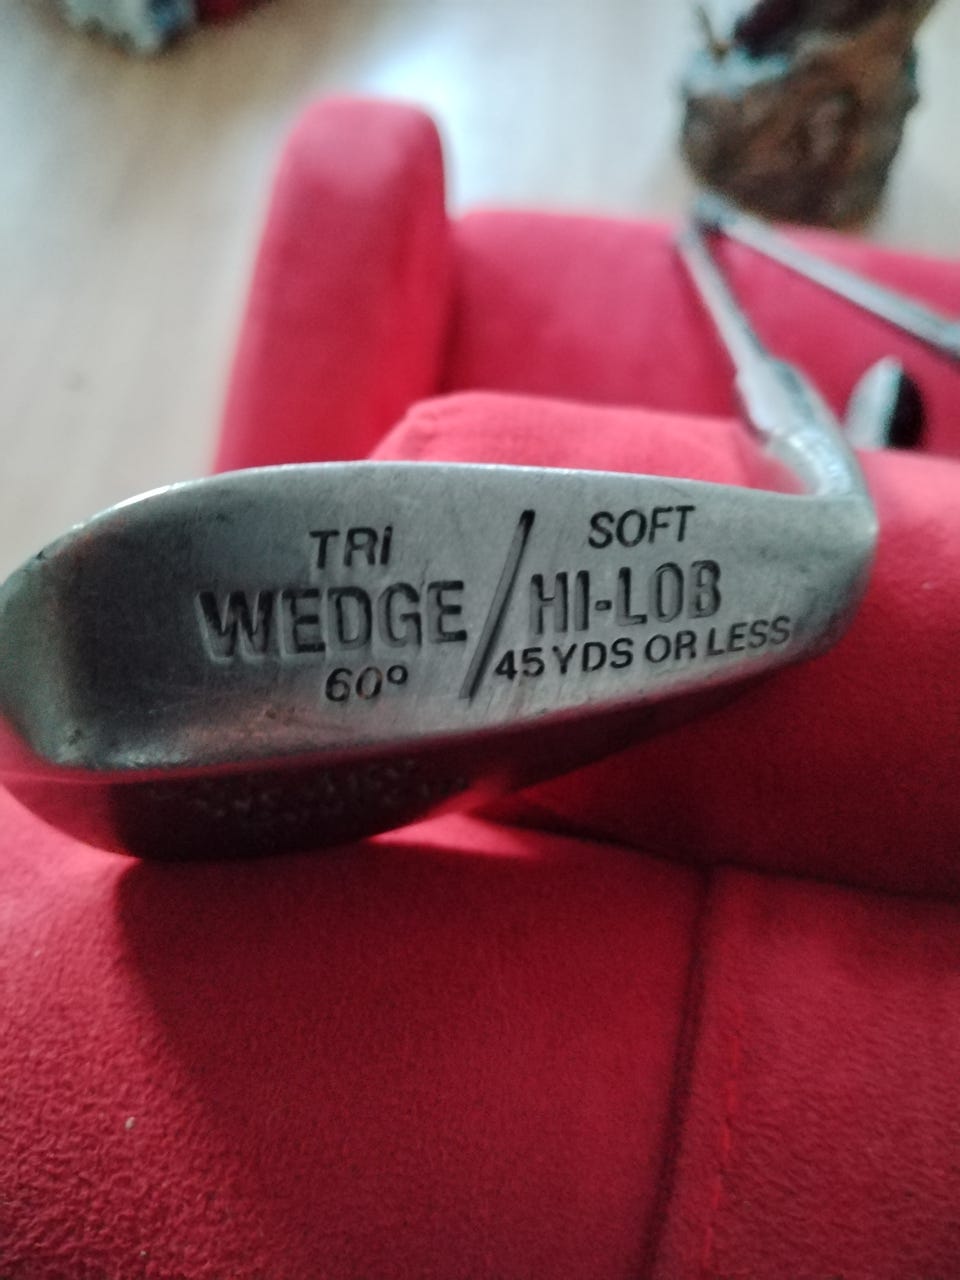 TRI
WEDGE
60°
/
SOFT
HI-LOB
45 YDS OR LESS